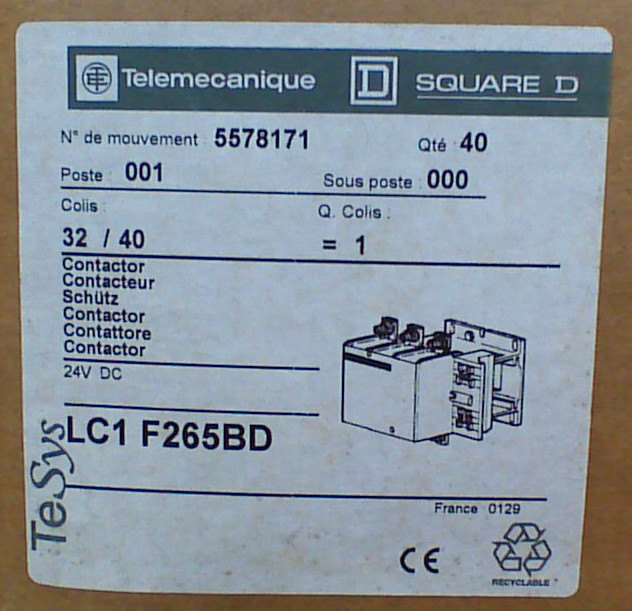 Telemecanique D SQUARE D
N° de mouvement : 5578171 Qté : 40
Poste : 001 Sous poste : 000
Colis : Q. Colis :
32 / 40 = 1
Contactor
Contacteur
Schütz
Contactor
Contattore
Contactor
24V DC
LC1 F265BD
TeSys
France 0129
CE
RECYCLABLE